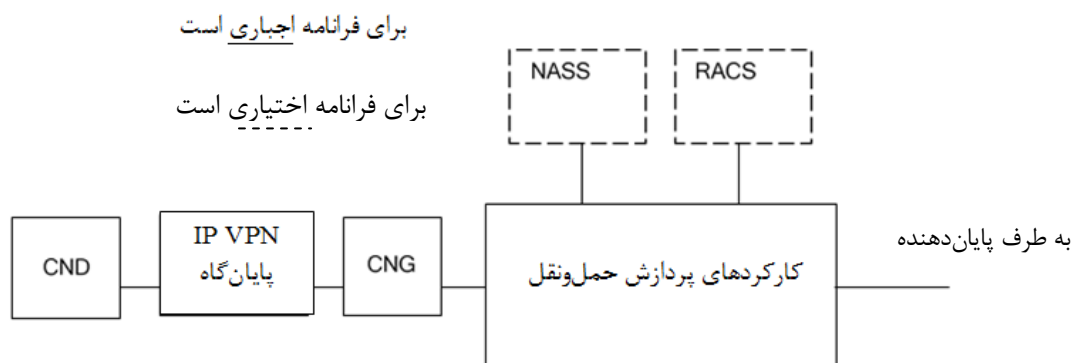 برای فرانامه اجباری است
برای فرانامه اختیاری است
NASS
RACS
CND
IP VPN
پایان‌گاه
CNG
کارکردهای پردازش حمل‌ونقل
به طرف پایان‌دهنده